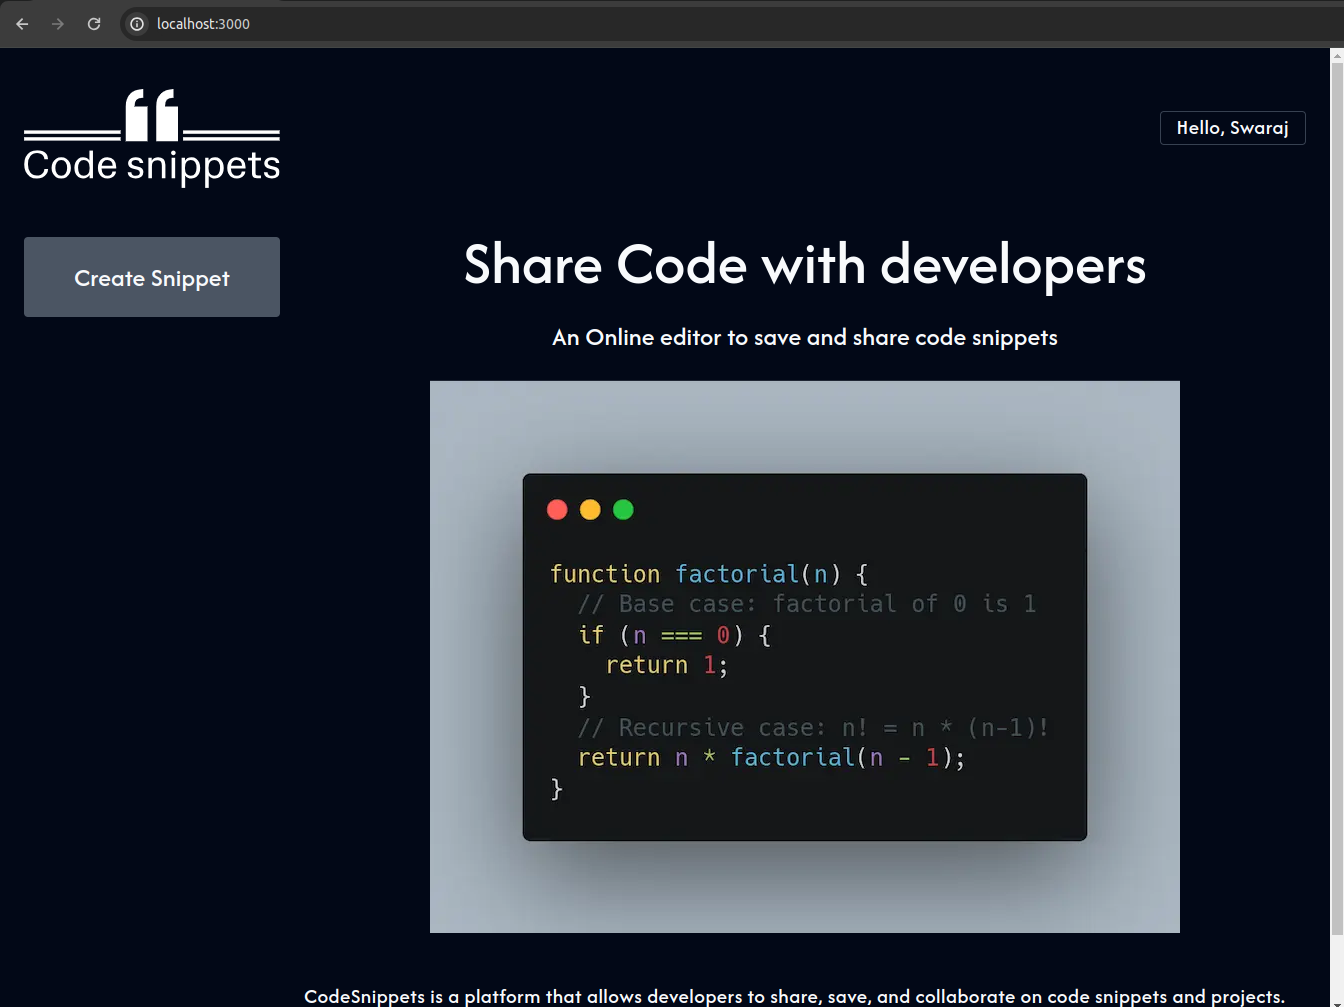 localhost:3000
Code snippets
Hello, Swaraj
Create Snippet
Share Code with developers
An Online editor to save and share code snippets
function factorial(n) {
  // Base case: factorial of 0 is 1
  if (n === 0) {
    return 1;
  }
  // Recursive case: n! = n * (n-1)!
  return n * factorial(n - 1);
}
CodeSnippets is a platform that allows developers to share, save, and collaborate on code snippets and projects.